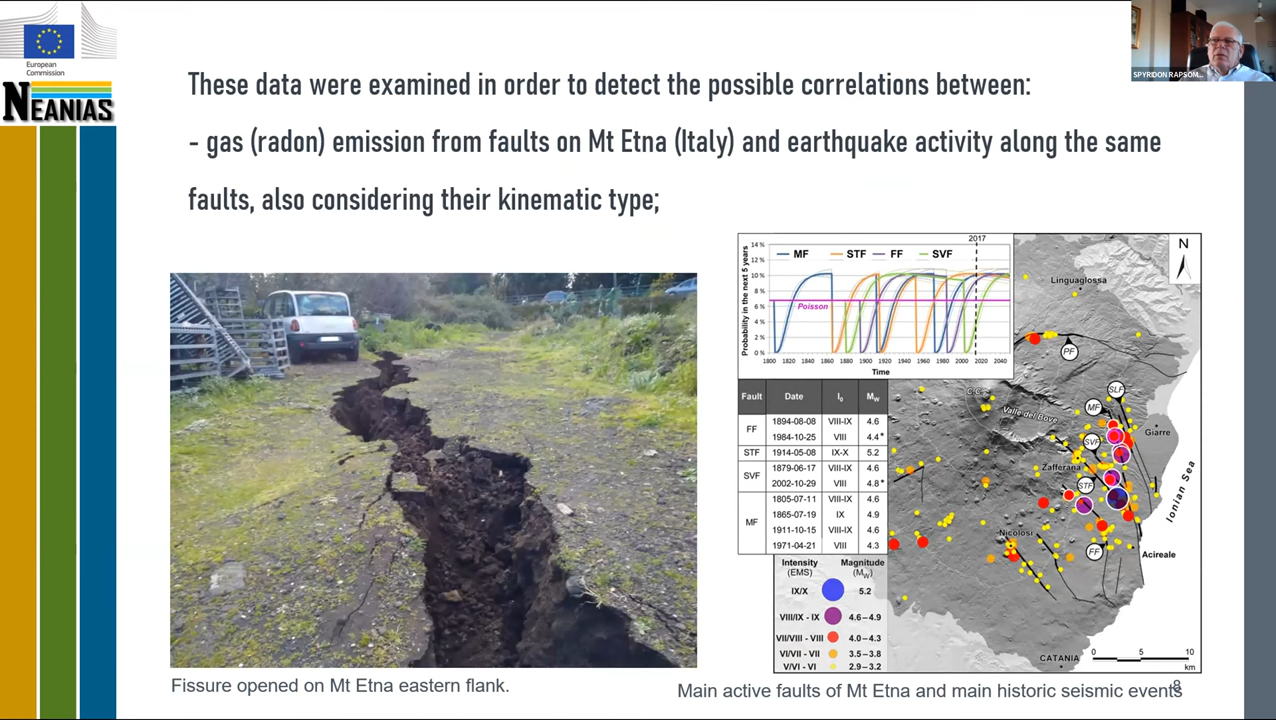 European
Commission
NEANIAS
SPYRIDON RAPSOM...
These data were examined in order to detect the possible correlations between:
- gas (radon) emission from faults on Mt Etna (Italy) and earthquake activity along the same
faults, also considering their kinematic type;
2017
Probability in the next 5 years
14 %
12 %
10 %
8 %
6 %
4 %
2 %
0 %
MF STF FF SVF
Poisson
1800 1820 1840 1860 1880 1900 1920 1940 1960 1980 2000 2020 2040
Time
Fault Date I₀ Mw
FF 1894-08-08 VIII-IX 4.6
1984-10-25 VIII 4.4*
STF 1914-05-08 IX-X 5.2
SVF 1879-06-17 VIII-IX 4.6
2002-10-29 VIII 4.8*
MF 1805-07-11 VIII-IX 4.6
1865-07-19 IX 4.9
1911-10-15 VIII-IX 4.6
1971-04-21 VIII 4.3
Intensity Magnitude
(EMS) (Mw)
IX/X 5.2
VIII/IX - IX 4.6–4.9
VII/VIII - VIII 4.0–4.3
VI/VII - VII 3.5–3.8
V/VI - VI 2.9–3.2
N
Linguaglossa
PF
SLF
C.C.
Valle del Bove
MF
Giarre
SVF
Zafferana
STF
Ionian Sea
Nicolosi
FF
Acireale
CATANIA
0 5 10
km
Fissure opened on Mt Etna eastern flank.
Main active faults of Mt Etna and main historic seismic events
8